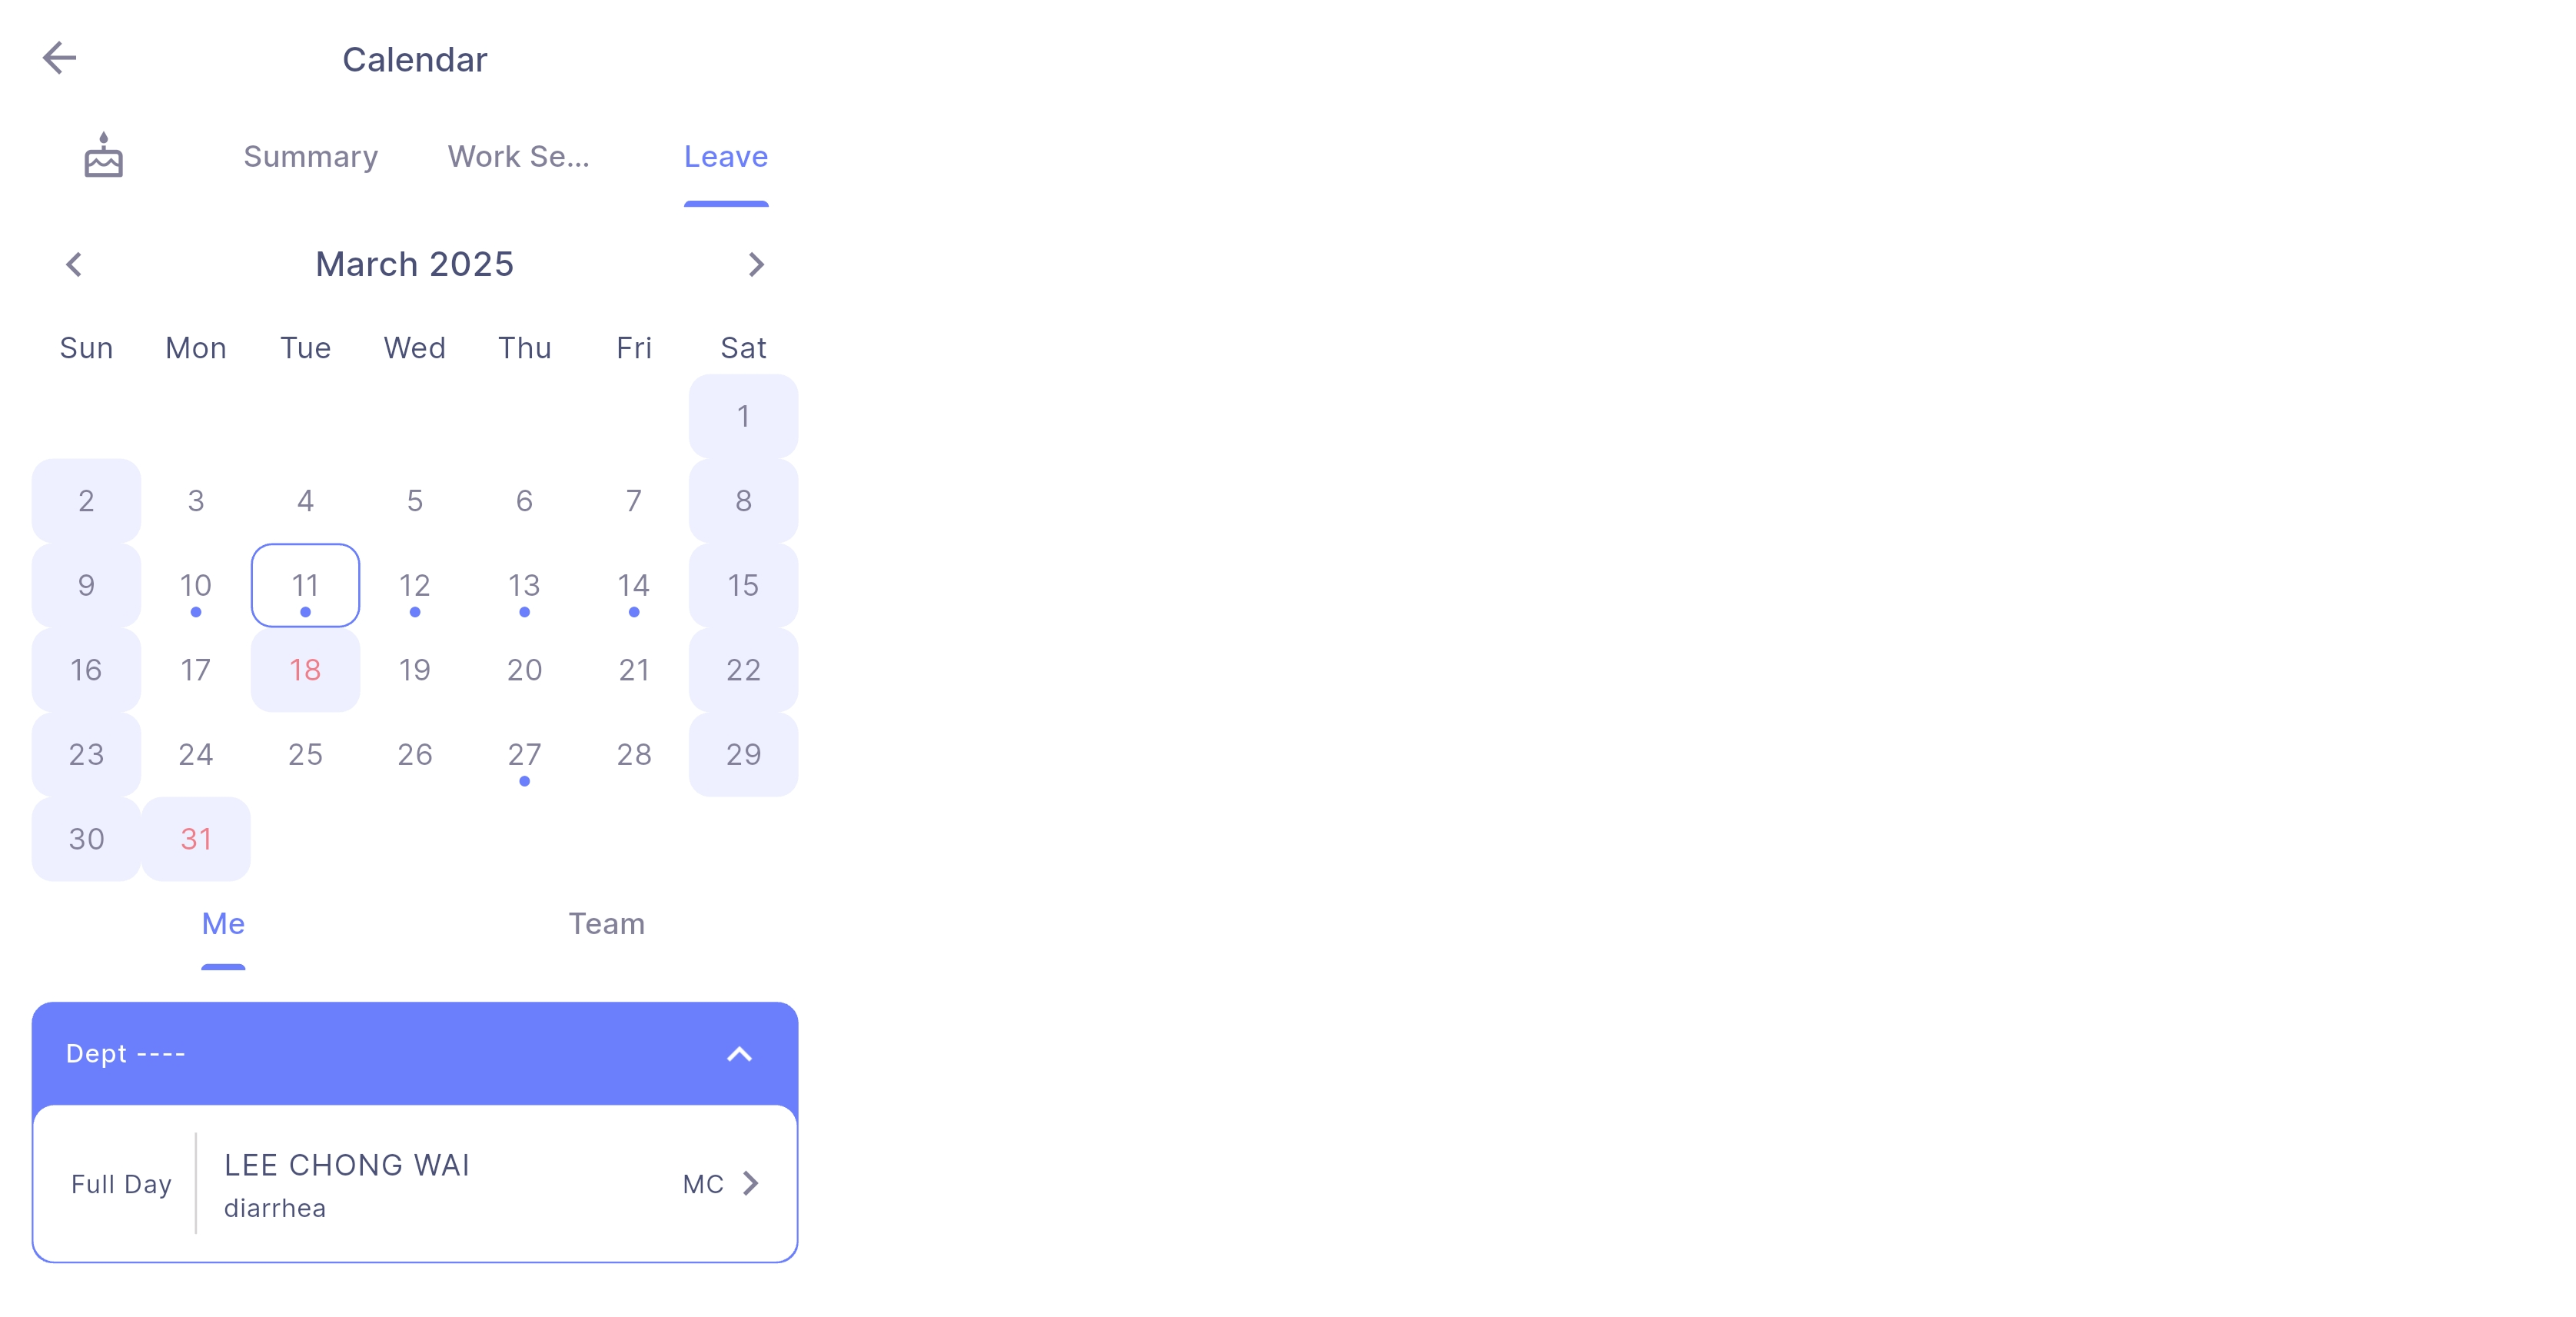 Calendar
Summary Work Se... Leave
March 2025
Sun Mon Tue Wed Thu Fri Sat
1
2 3 4 5 6 7 8
9 10 11 12 13 14 15
16 17 18 19 20 21 22
23 24 25 26 27 28 29
30 31
Me Team
Dept ----
Full Day LEE CHONG WAI MC
diarrhea